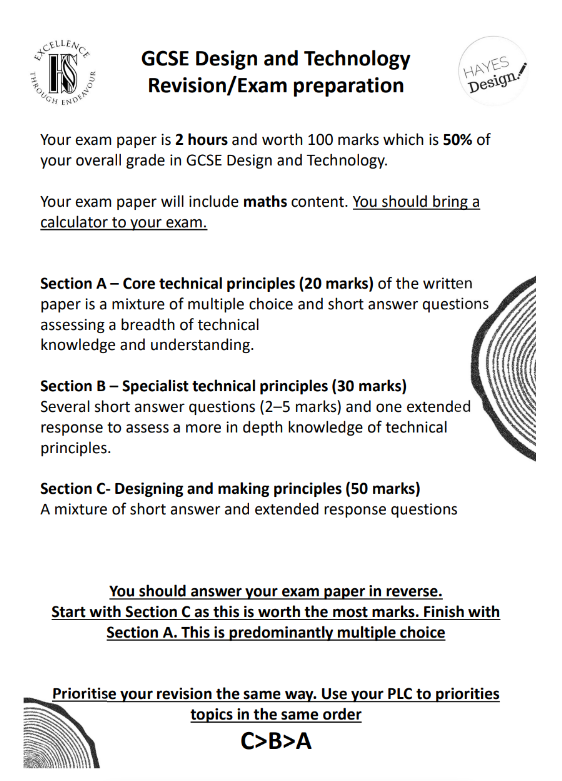 EXCELLENCE
HS
THROUGH ENDEAVOUR
GCSE Design and Technology
Revision/Exam preparation
HAYES
Design.
Your exam paper is 2 hours and worth 100 marks which is 50% of
your overall grade in GCSE Design and Technology.
Your exam paper will include maths content. You should bring a
calculator to your exam.
Section A – Core technical principles (20 marks) of the written
paper is a mixture of multiple choice and short answer questions
assessing a breadth of technical
knowledge and understanding.
Section B – Specialist technical principles (30 marks)
Several short answer questions (2–5 marks) and one extended
response to assess a more in depth knowledge of technical
principles.
Section C- Designing and making principles (50 marks)
A mixture of short answer and extended response questions
You should answer your exam paper in reverse.
Start with Section C as this is worth the most marks. Finish with
Section A. This is predominantly multiple choice
Prioritise your revision the same way. Use your PLC to priorities
topics in the same order
C>B>A